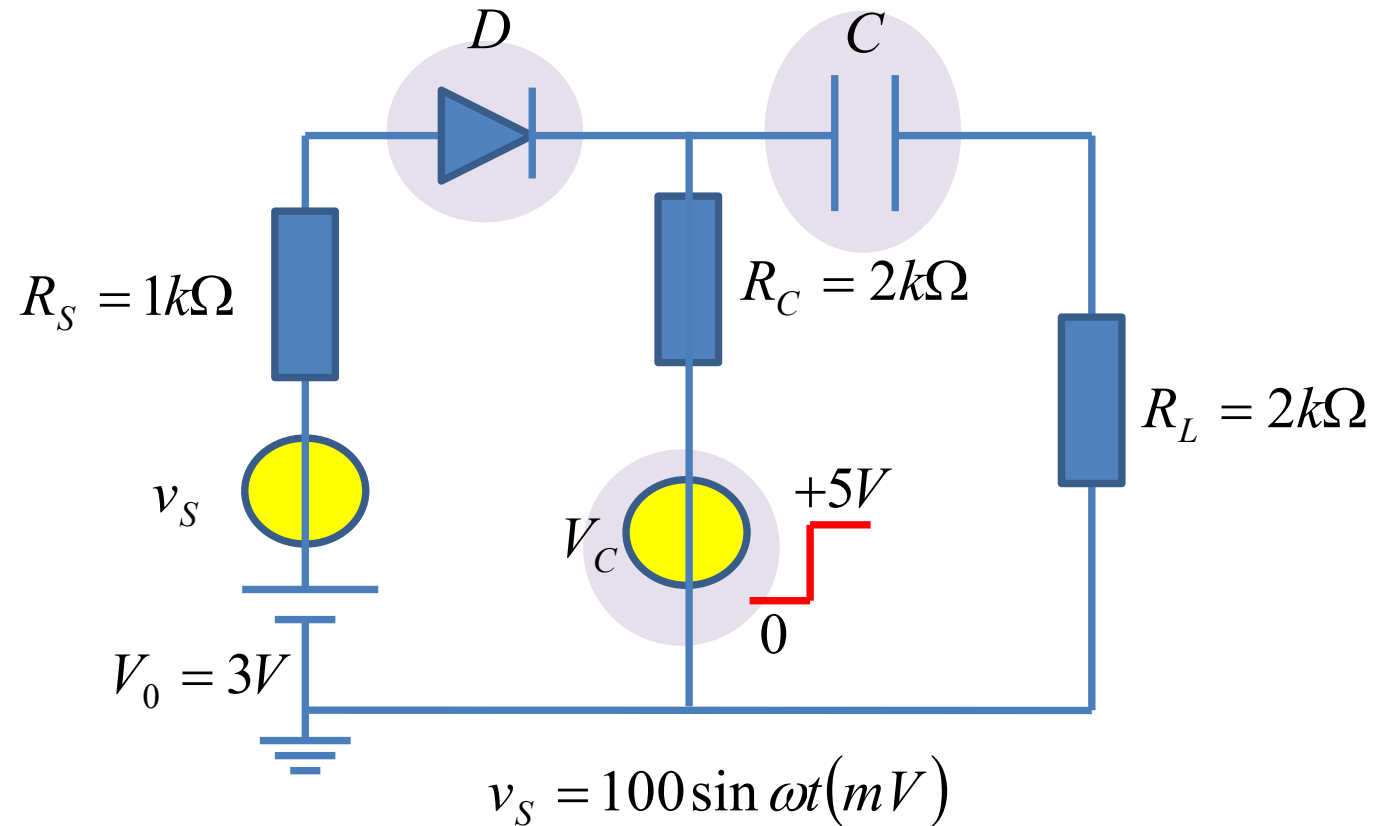 D
C
R_S = 1kΩ
R_C = 2kΩ
R_L = 2kΩ
v_S
+5V
V_C
0
V_0 = 3V
v_S = 100 sin ωt(mV)